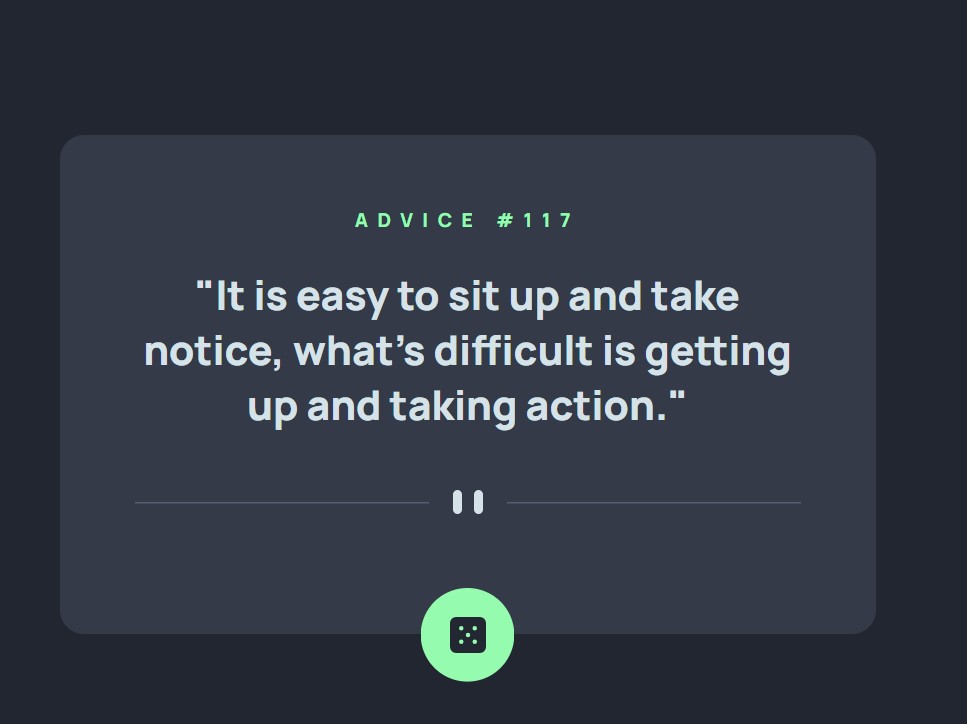 ADVICE #117
"It is easy to sit up and take
notice, what's difficult is getting
up and taking action."